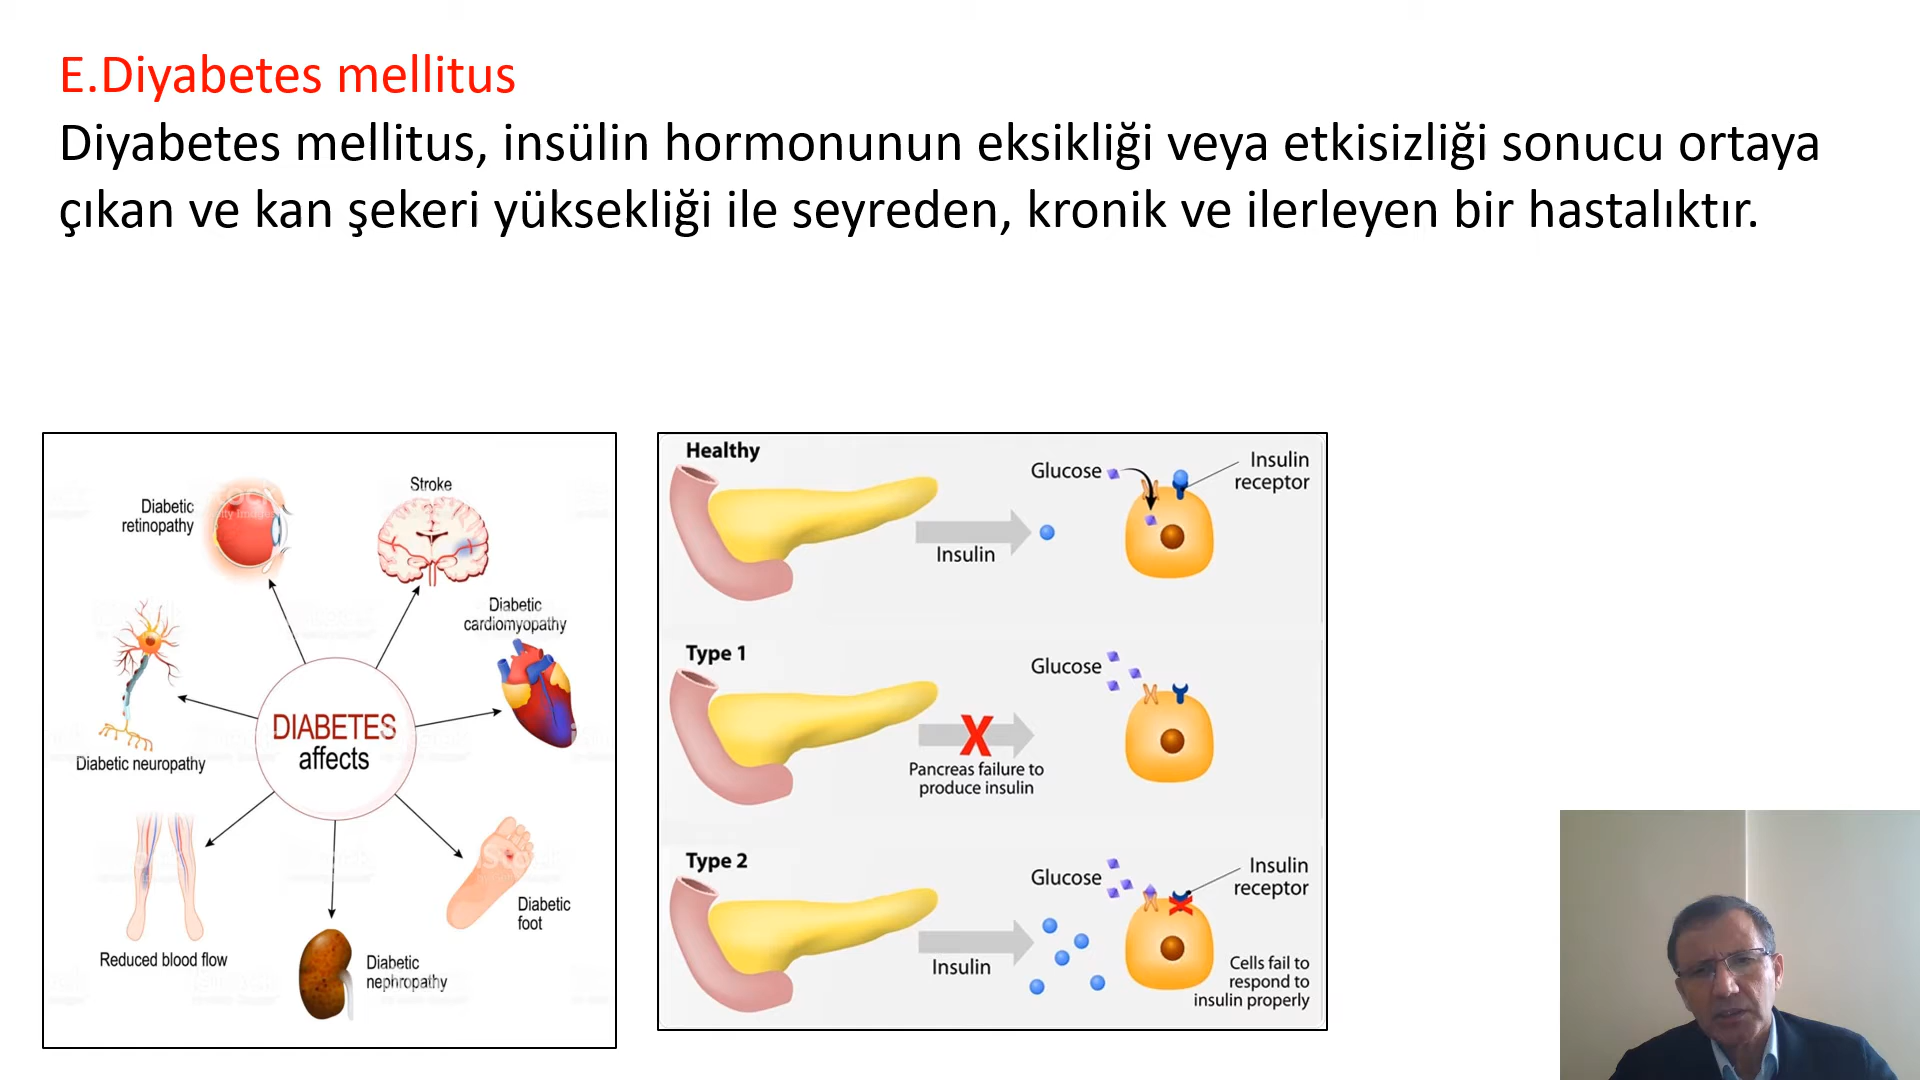 E.Diyabetes mellitus
Diyabetes mellitus, insülin hormonunun eksikliği veya etkisizliği sonucu ortaya
çıkan ve kan şekeri yüksekliği ile seyreden, kronik ve ilerleyen bir hastalıktır.
Diabetic
retinopathy
Stroke
Diabetic
cardiomyopathy
DIABETES
affects
Diabetic neuropathy
Diabetic
foot
Reduced blood flow
Diabetic
nephropathy
Healthy
Glucose
Insulin
receptor
Insulin
Type 1
Glucose
X
Pancreas failure to
produce insulin
Type 2
Glucose
Insulin
receptor
Insulin
Cells fail to
respond to
insulin properly